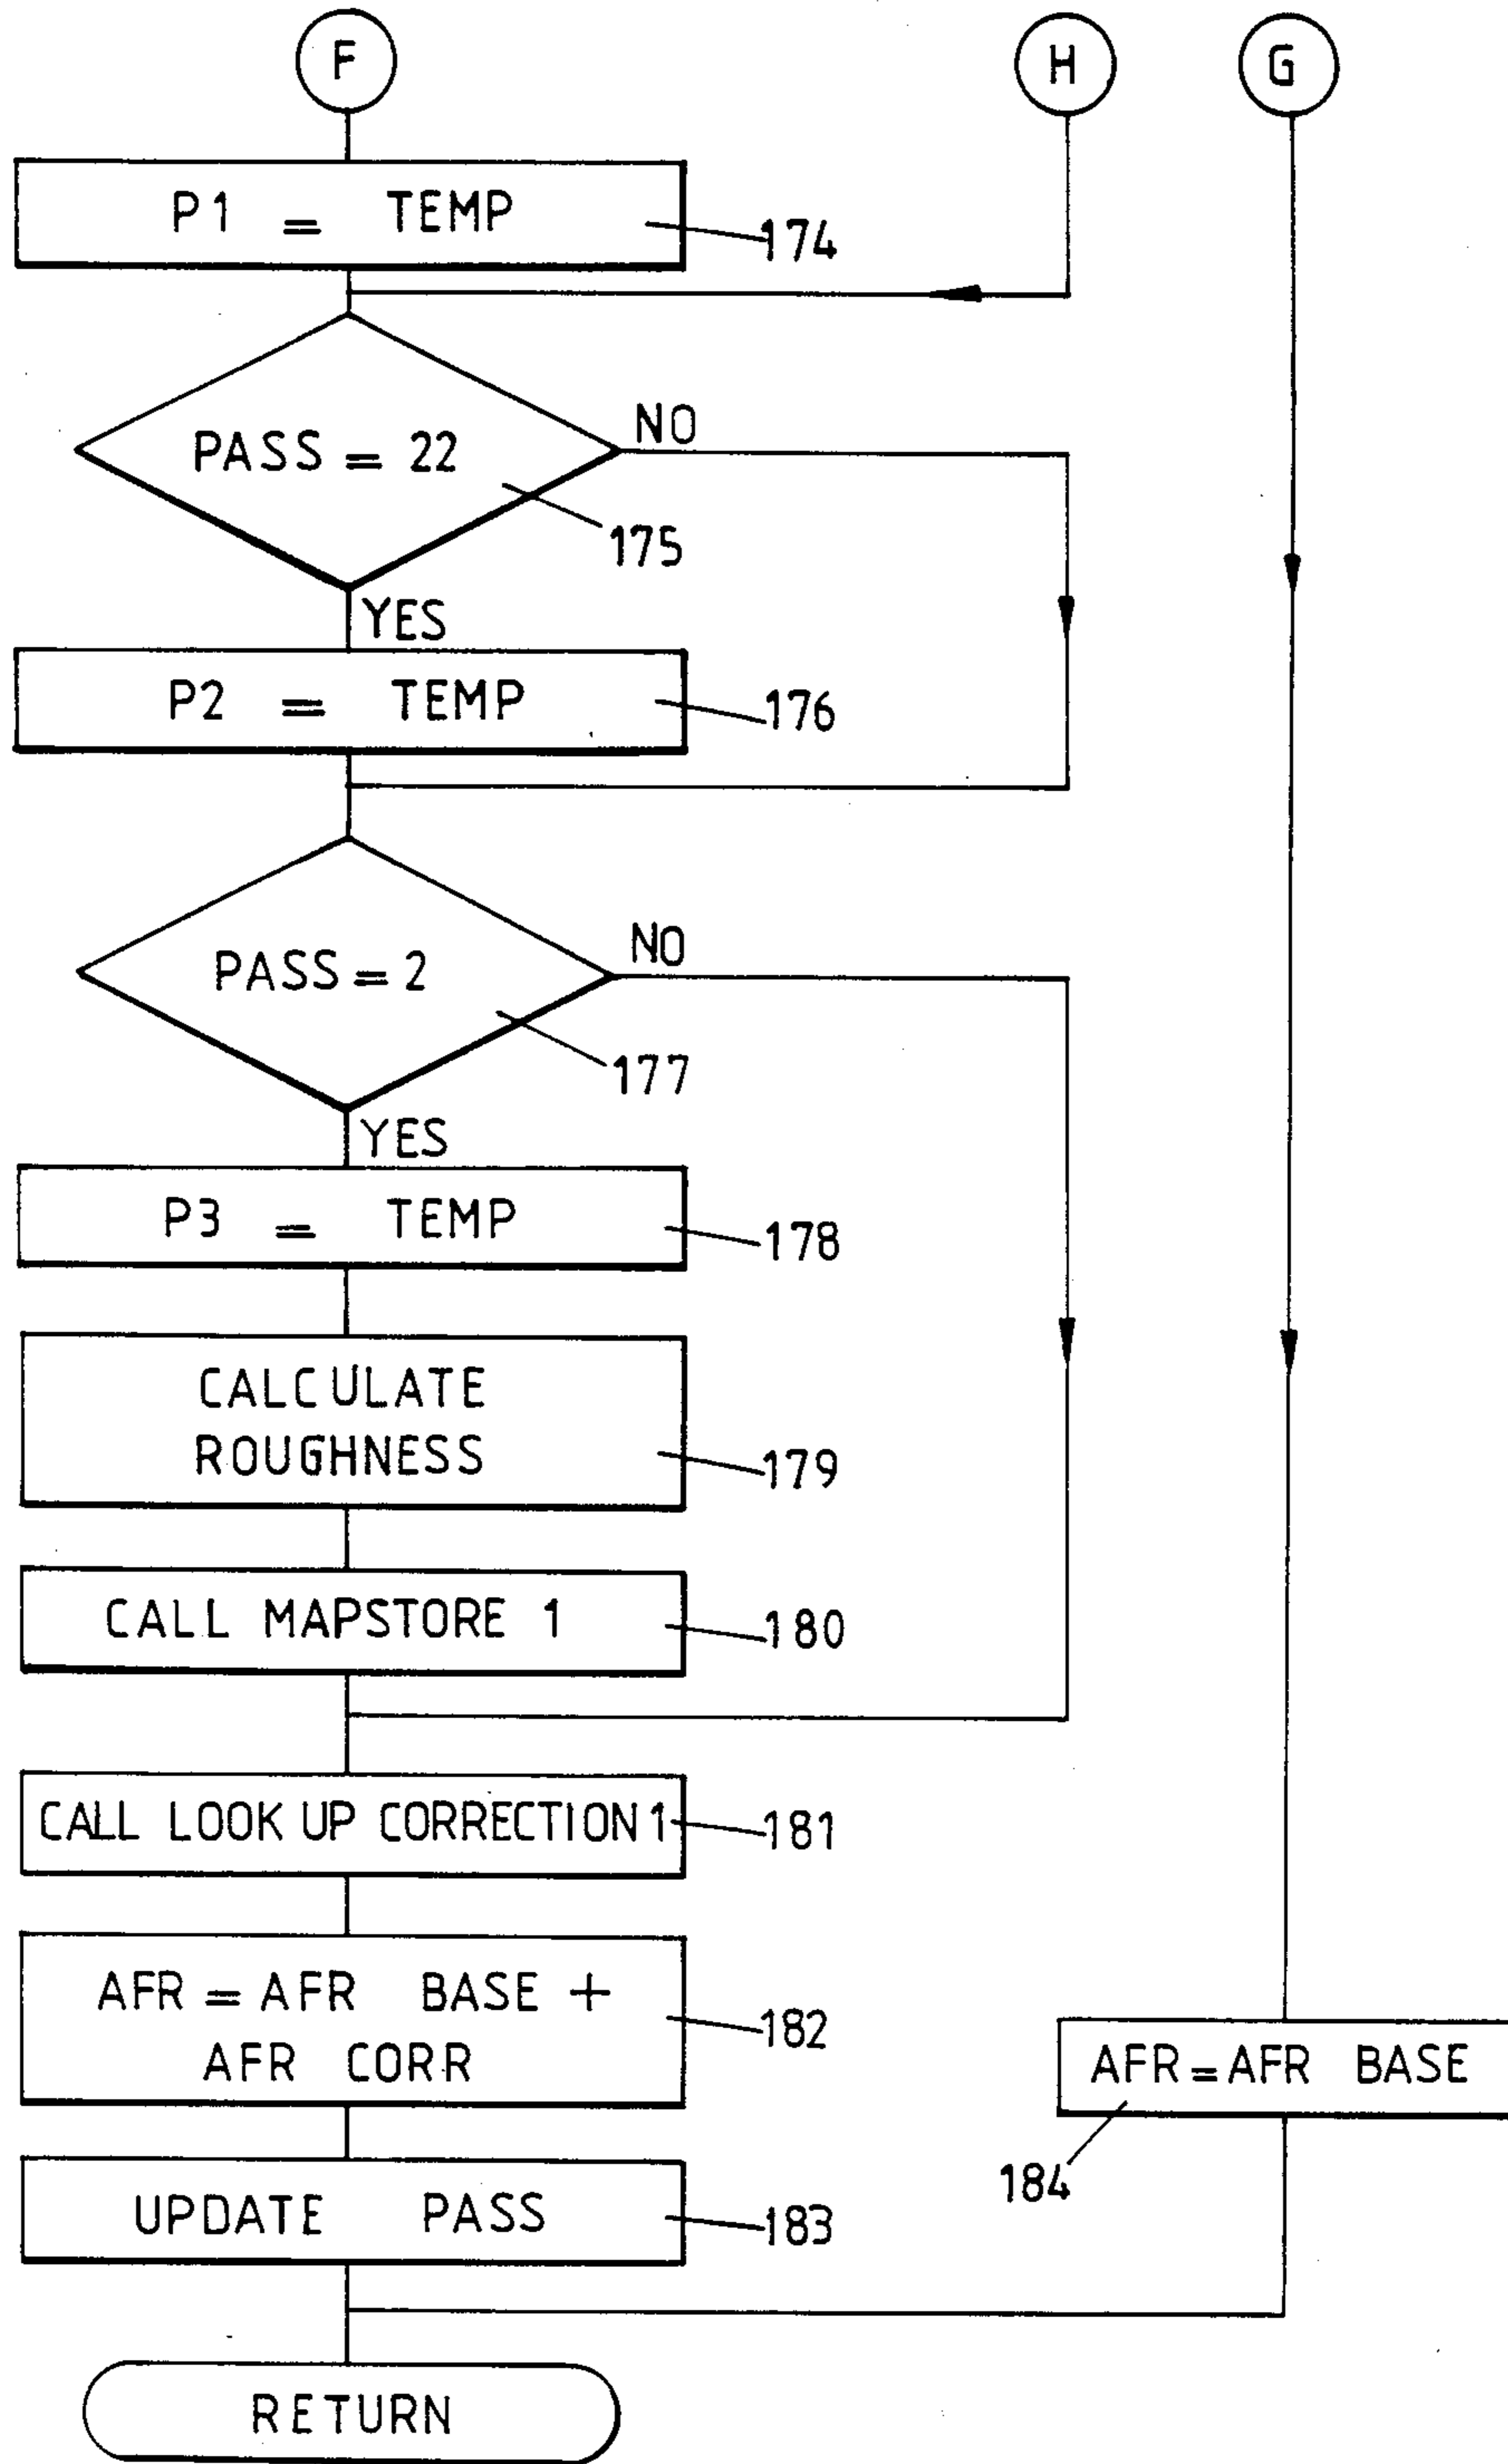 F
H
G
P1 = TEMP
174
PASS = 22
NO
175
YES
P2 = TEMP
176
PASS = 2
NO
177
YES
P3 = TEMP
178
CALCULATE
ROUGHNESS
179
CALL MAPSTORE 1
180
CALL LOOK UP CORRECTION 1
181
AFR = AFR BASE +
AFR CORR
182
AFR = AFR BASE
184
UPDATE PASS
183
RETURN